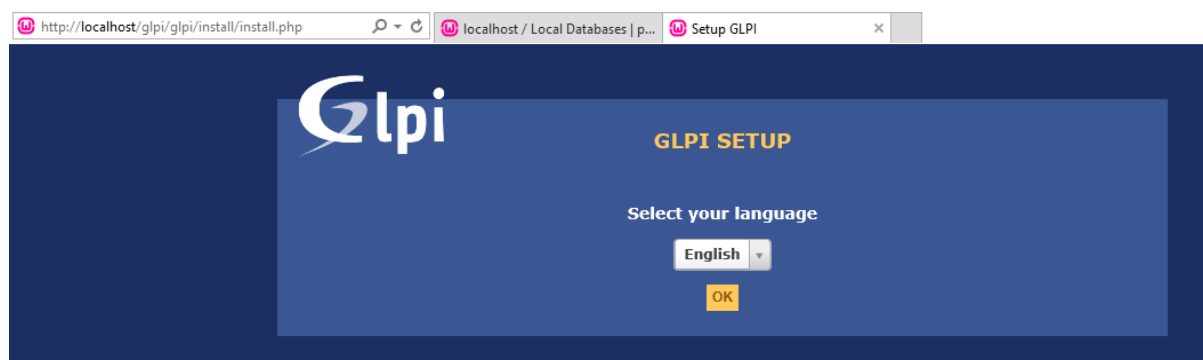 http://localhost/glpi/glpi/install/install.php
localhost / Local Databases | p...
Setup GLPI
Glpi
GLPI SETUP
Select your language
English
OK